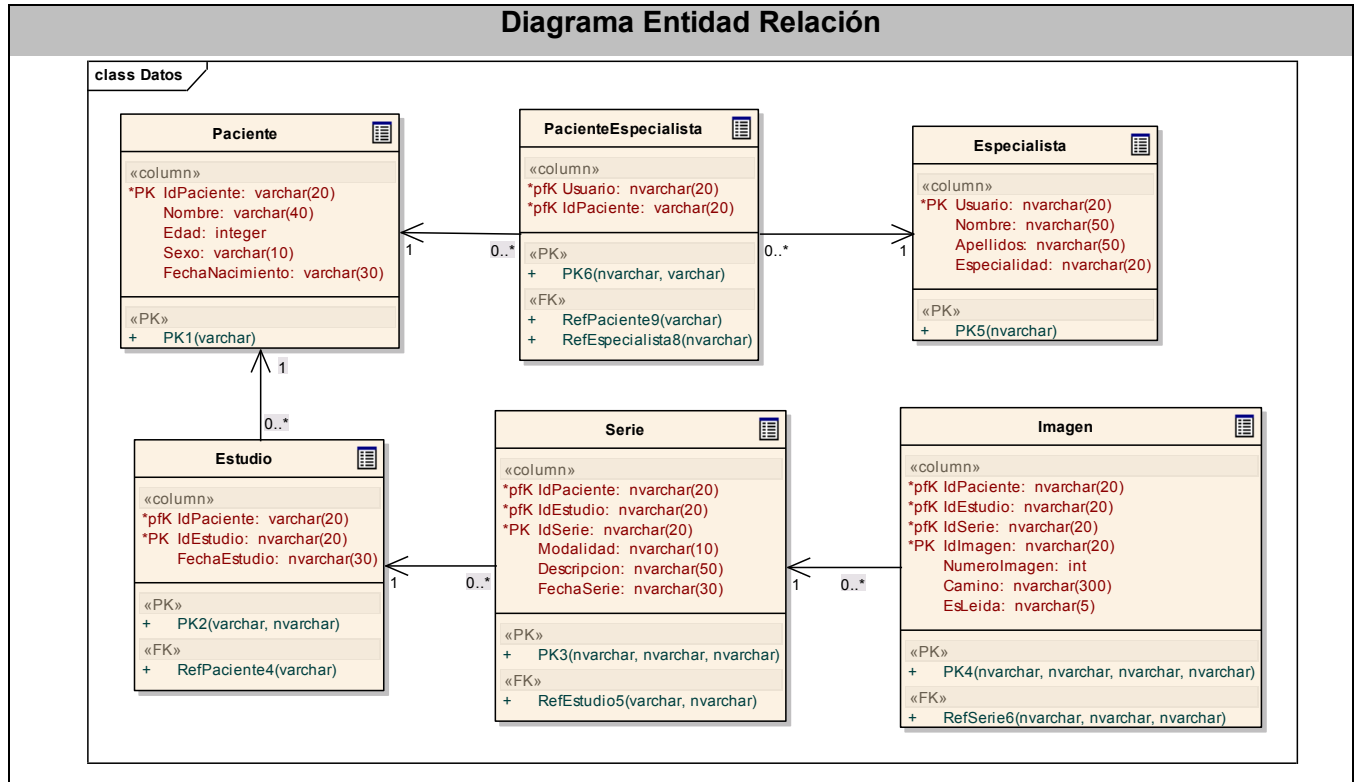 Diagrama Entidad Relación
class Datos
Paciente
«column»
*PK IdPaciente: varchar(20)
Nombre: varchar(40)
Edad: integer
Sexo: varchar(10)
FechaNacimiento: varchar(30)
«PK»
+ PK1(varchar)
1
0..*
PacienteEspecialista
«column»
*pfK Usuario: nvarchar(20)
*pfK IdPaciente: varchar(20)
«PK»
+ PK6(nvarchar, varchar)
«FK»
+ RefPaciente9(varchar)
+ RefEspecialista8(nvarchar)
0..*
1
Especialista
«column»
*PK Usuario: nvarchar(20)
Nombre: nvarchar(50)
Apellidos: nvarchar(50)
Especialidad: nvarchar(20)
«PK»
+ PK5(nvarchar)
1
0..*
Estudio
«column»
*pfK IdPaciente: varchar(20)
*PK IdEstudio: nvarchar(20)
FechaEstudio: nvarchar(30)
«PK»
+ PK2(varchar, nvarchar)
«FK»
+ RefPaciente4(varchar)
1
0..*
Serie
«column»
*pfK IdPaciente: nvarchar(20)
*pfK IdEstudio: nvarchar(20)
*PK IdSerie: nvarchar(20)
Modalidad: nvarchar(10)
Descripcion: nvarchar(50)
FechaSerie: nvarchar(30)
«PK»
+ PK3(nvarchar, nvarchar, nvarchar)
«FK»
+ RefEstudio5(varchar, nvarchar)
1
0..*
Imagen
«column»
*pfK IdPaciente: nvarchar(20)
*pfK IdEstudio: nvarchar(20)
*pfK IdSerie: nvarchar(20)
*PK IdImagen: nvarchar(20)
NumeroImagen: int
Camino: nvarchar(300)
EsLeida: nvarchar(5)
«PK»
+ PK4(nvarchar, nvarchar, nvarchar, nvarchar)
«FK»
+ RefSerie6(nvarchar, nvarchar, nvarchar)